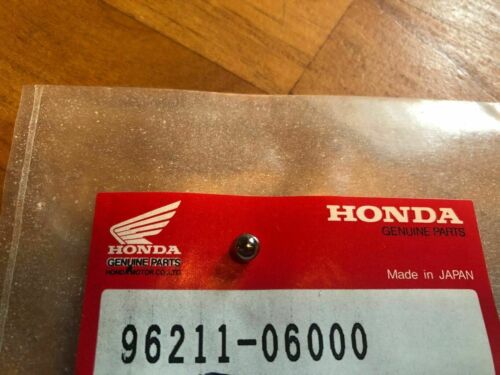 HONDA
GENUINE PARTS
HONDA MOTOR CO.,LTD.
HONDA
GENUINE PARTS
Made in JAPAN
96211-06000